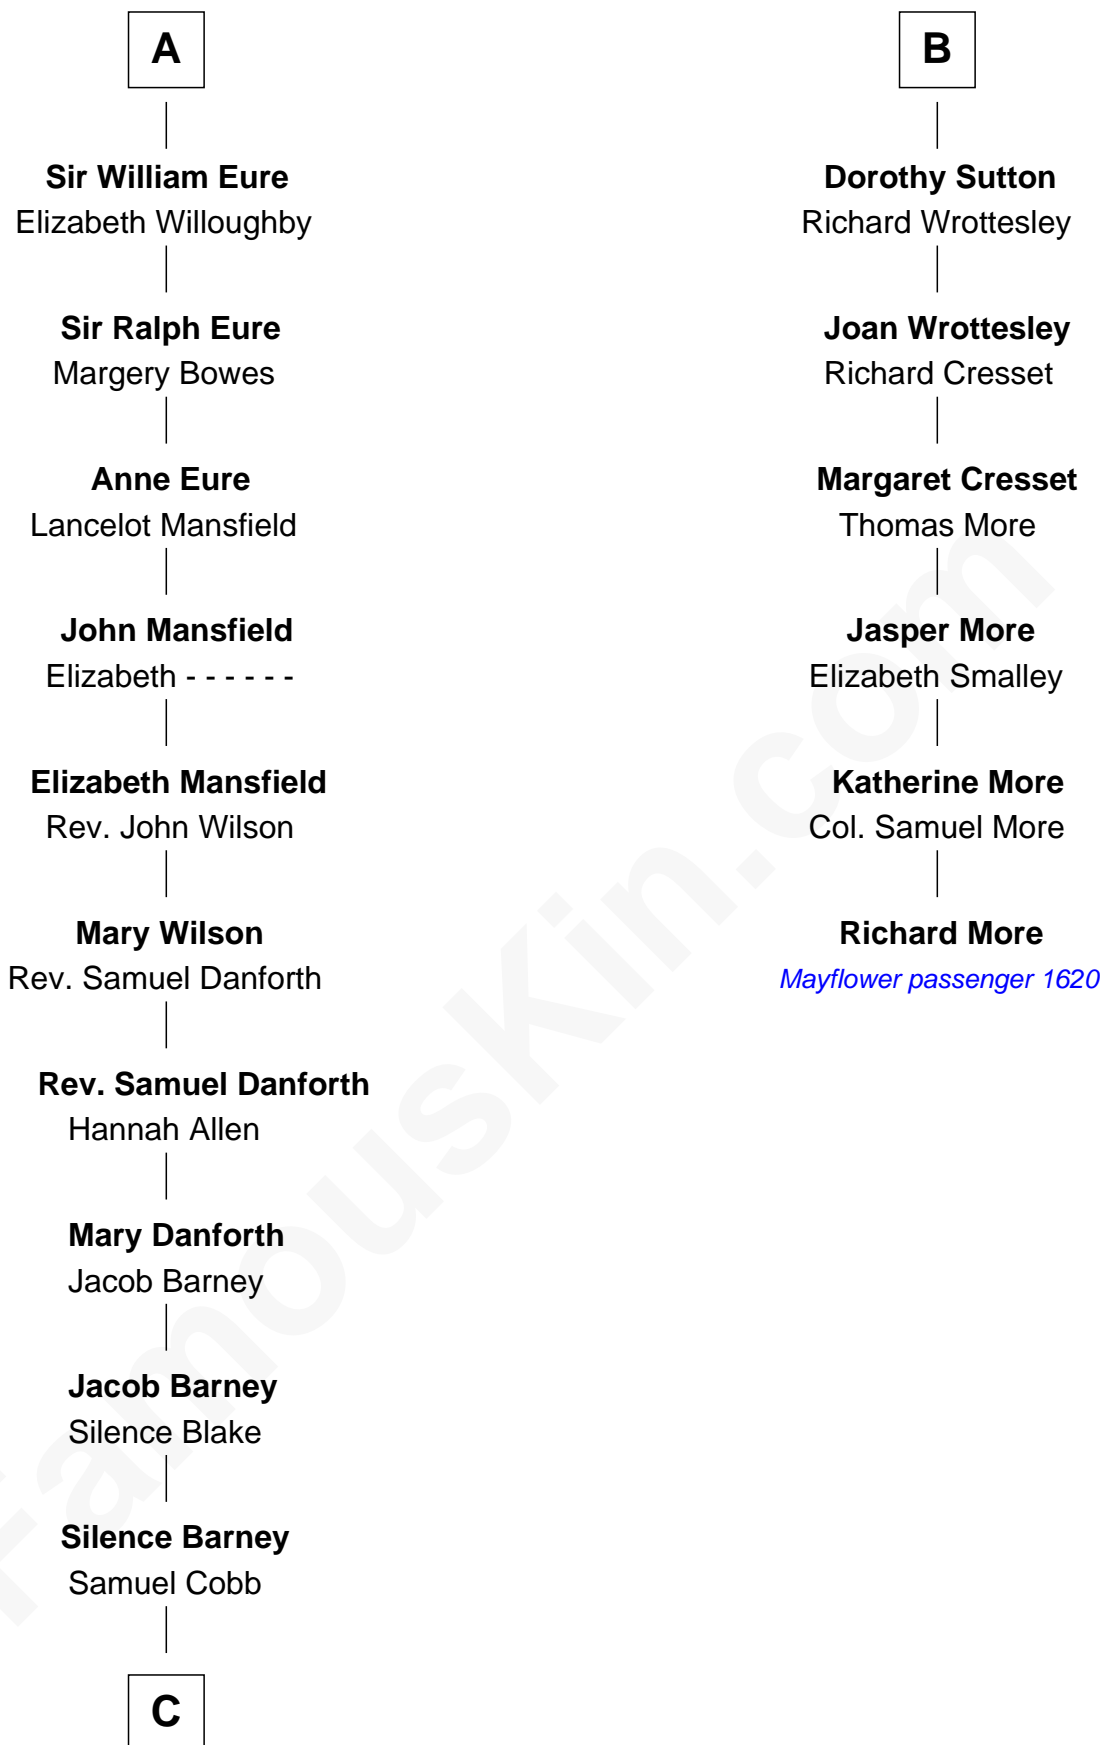 A
Sir William Eure
Elizabeth Willoughby
Sir Ralph Eure
Margery Bowes
Anne Eure
Lancelot Mansfield
John Mansfield
Elizabeth - - - - - -
Elizabeth Mansfield
Rev. John Wilson
Mary Wilson
Rev. Samuel Danforth
Rev. Samuel Danforth
Hannah Allen
Mary Danforth
Jacob Barney
Jacob Barney
Silence Blake
Silence Barney
Samuel Cobb
C
B
Dorothy Sutton
Richard Wrottesley
Joan Wrottesley
Richard Cresset
Margaret Cresset
Thomas More
Jasper More
Elizabeth Smalley
Katherine More
Col. Samuel More
Richard More
Mayflower passenger 1620
FamousKin.com